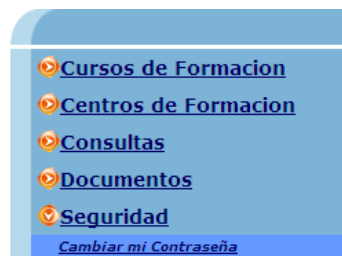 Cursos de Formacion
Centros de Formacion
Consultas
Documentos
Seguridad
Cambiar mi Contraseña